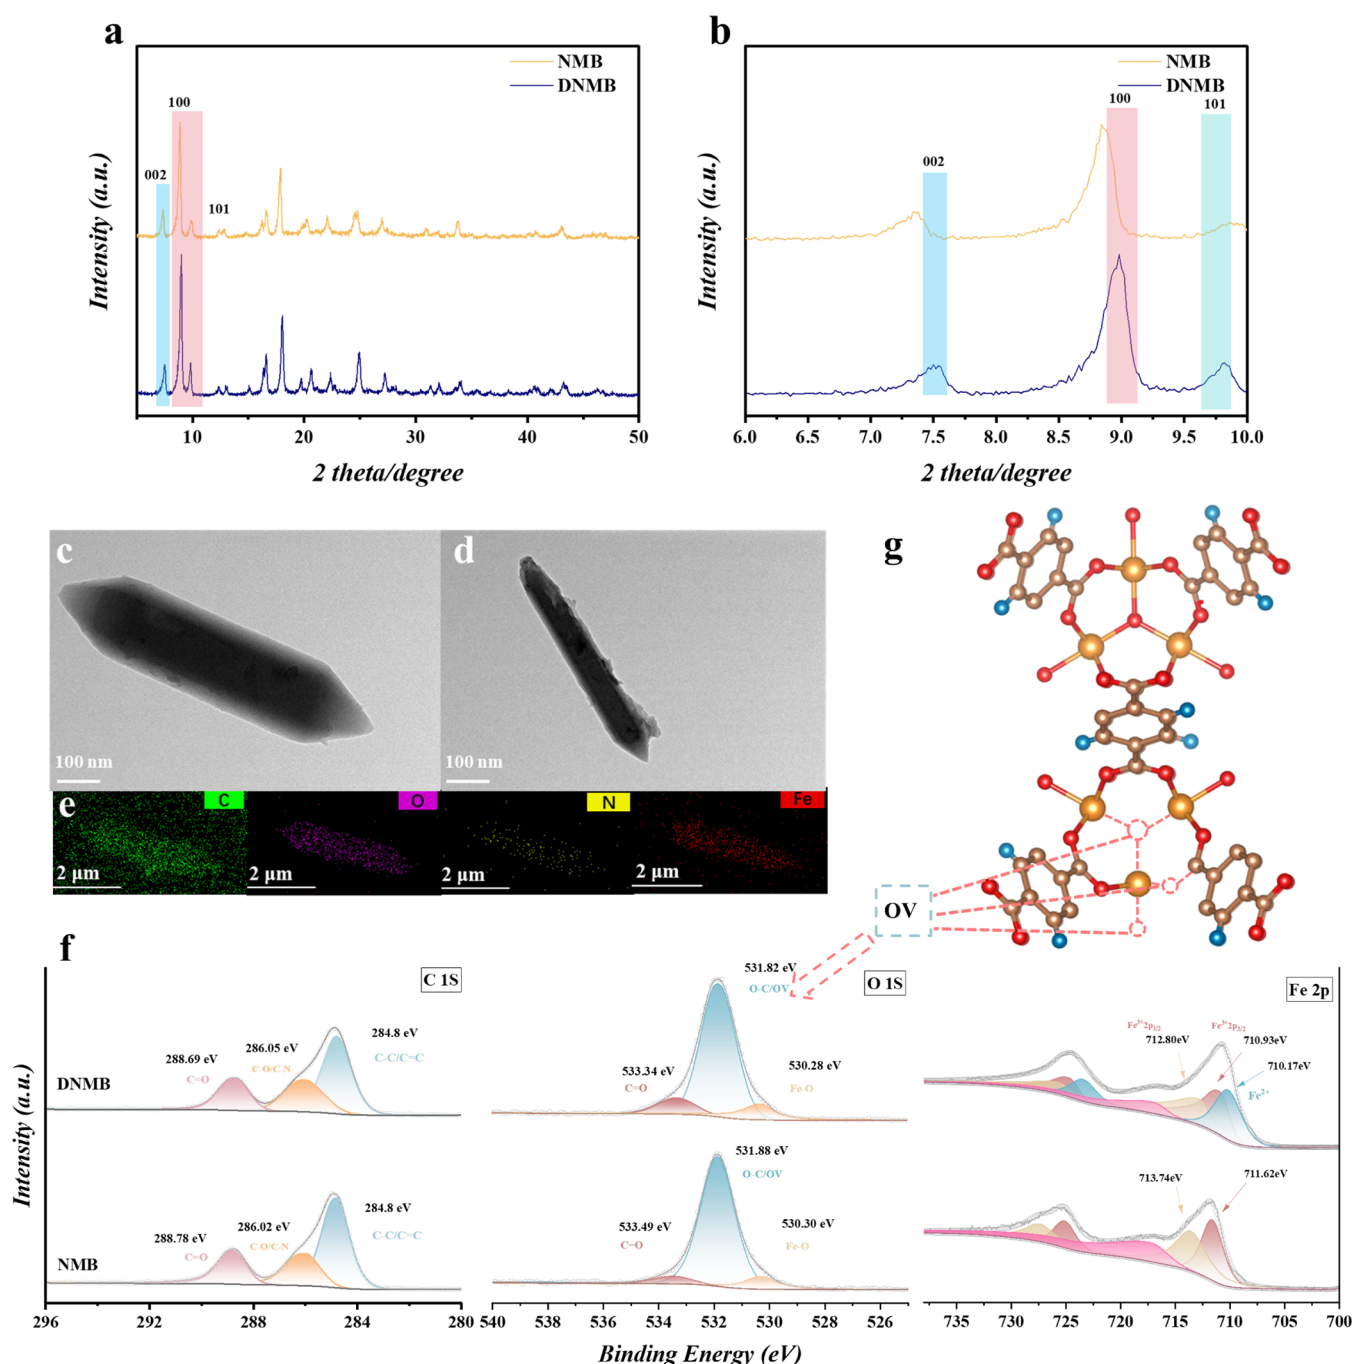 a
NMB
DNMB
100
002
101
Intensity (a.u.)
10
20
30
40
50
2 theta/degree
b
NMB
DNMB
100
101
002
Intensity (a.u.)
6.0
7.0
7.5
8.0
8.5
9.0
9.5
10.0
2 theta/degree
c
100 nm
d
100 nm
e
C
2 μm
O
2 μm
N
2 μm
Fe
2 μm
g
OV
f
Intensity (a.u.)
C 1S
DNMB
288.69 eV
C=O
286.05 eV
C-O/C-N
284.8 eV
C-C/C=C
NMB
288.78 eV
C=O
286.02 eV
C-O/C-N
284.8 eV
C-C/C=C
296
292
288
284
280
O 1S
531.82 eV
O-C/OV
533.34 eV
C=O
530.28 eV
Fe-O
531.88 eV
O-C/OV
533.49 eV
C=O
530.30 eV
Fe-O
540
538
536
534
532
530
528
526
Fe 2p
Fe³⁺2p₁/₂
712.80eV
Fe³⁺2p₃/₂
710.93eV
710.17eV
Fe²⁺
713.74eV
711.62eV
735
730
725
720
715
710
705
700
Binding Energy (eV)